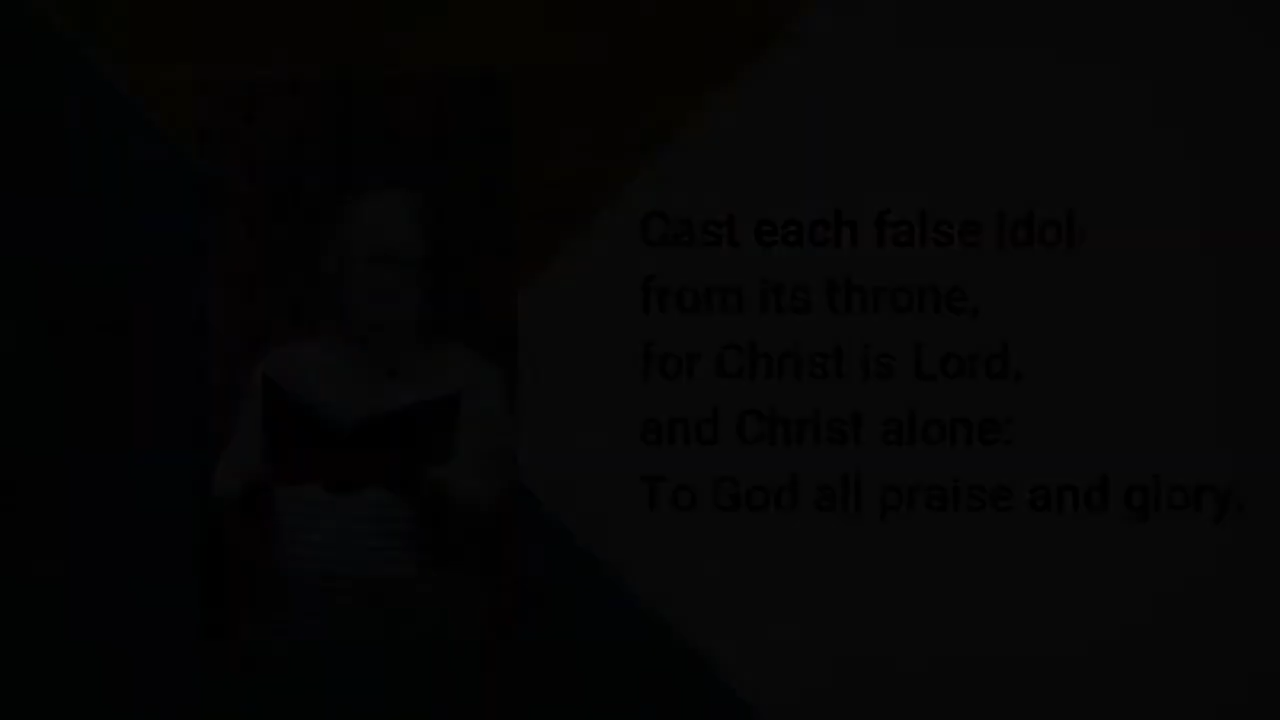 Cast each false idol
from its throne,
for Christ is Lord,
and Christ alone:
To God all praise and glory.